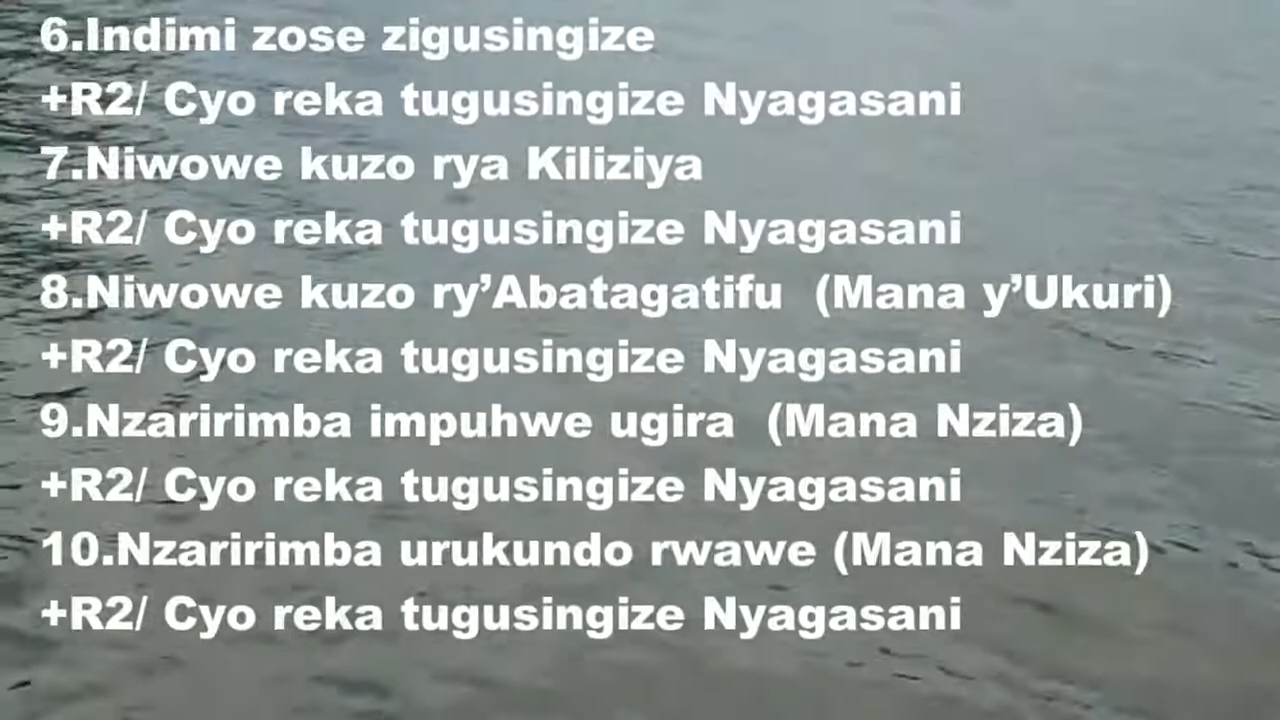 6.Indimi zose zigusingize
+R2/ Cyo reka tugusingize Nyagasani
7.Niwowe kuzo rya Kiliziya
+R2/ Cyo reka tugusingize Nyagasani
8.Niwowe kuzo ry’Abatagatifu  (Mana y’Ukuri)
+R2/ Cyo reka tugusingize Nyagasani
9.Nzaririmba impuhwe ugira  (Mana Nziza)
+R2/ Cyo reka tugusingize Nyagasani
10.Nzaririmba urukundo rwawe (Mana Nziza)
+R2/ Cyo reka tugusingize Nyagasani